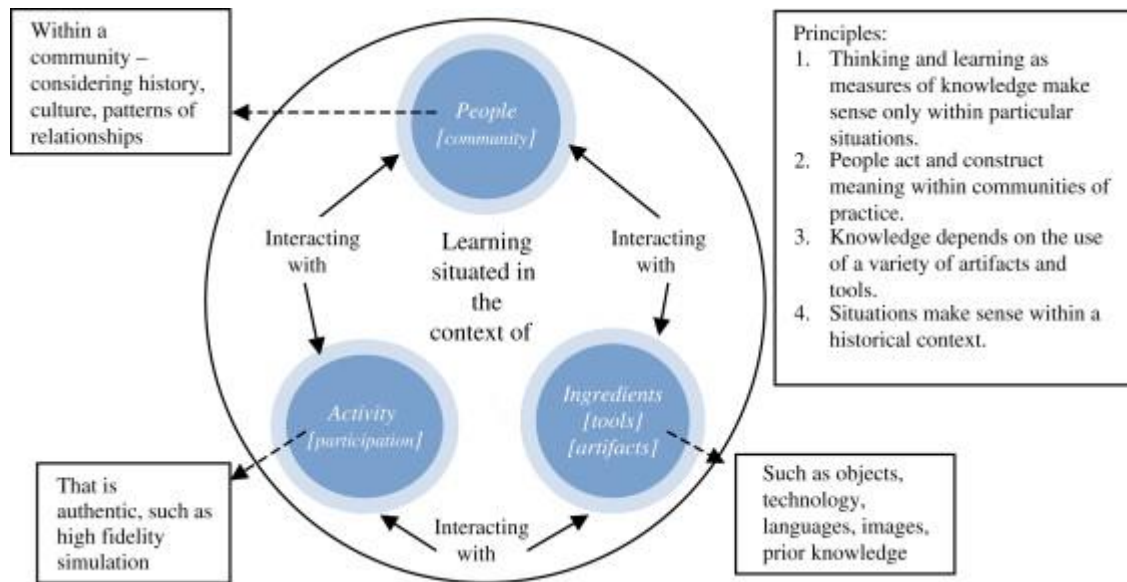 Within a
community –
considering history,
culture, patterns of
relationships
People
[community]
Interacting
with
Learning
situated in
the
context of
Interacting
with
Activity
[participation]
Ingredients
[tools]
[artifacts]
Interacting
with
That is
authentic, such as
high fidelity
simulation
Such as objects,
technology,
languages, images,
prior knowledge
Principles:
1. Thinking and learning as
measures of knowledge make
sense only within particular
situations.
2. People act and construct
meaning within communities of
practice.
3. Knowledge depends on the use
of a variety of artifacts and
tools.
4. Situations make sense within a
historical context.